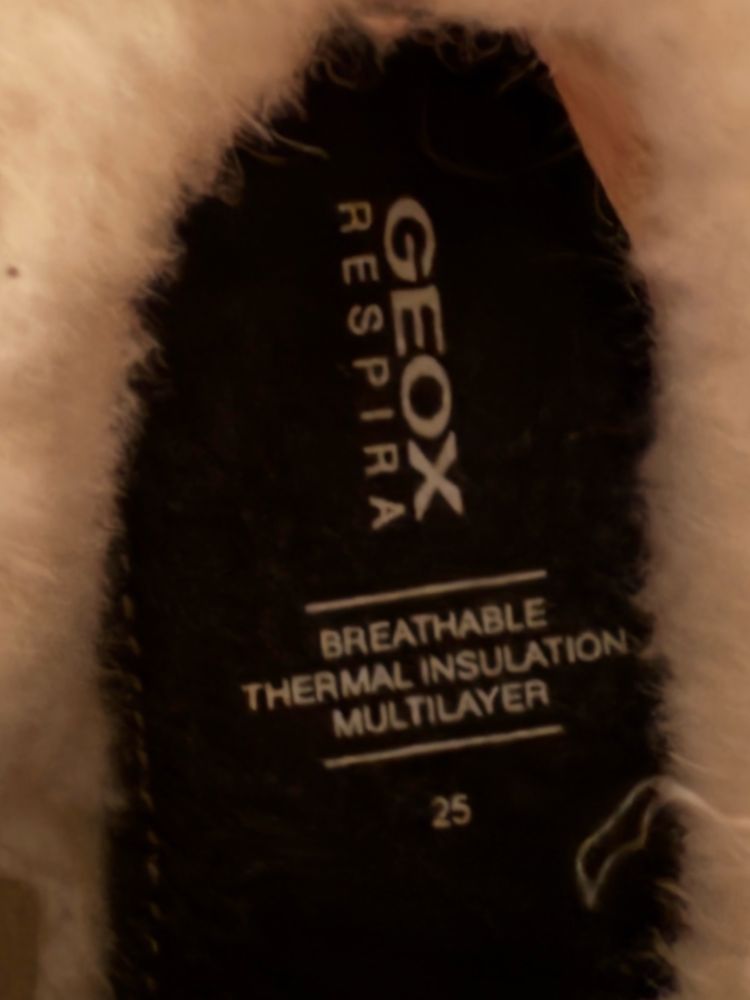 GEOX
RESPIRA
BREATHABLE
THERMAL INSULATION
MULTILAYER
25